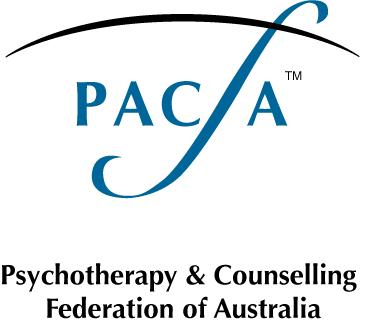 PACfA™
Psychotherapy & Counselling
Federation of Australia